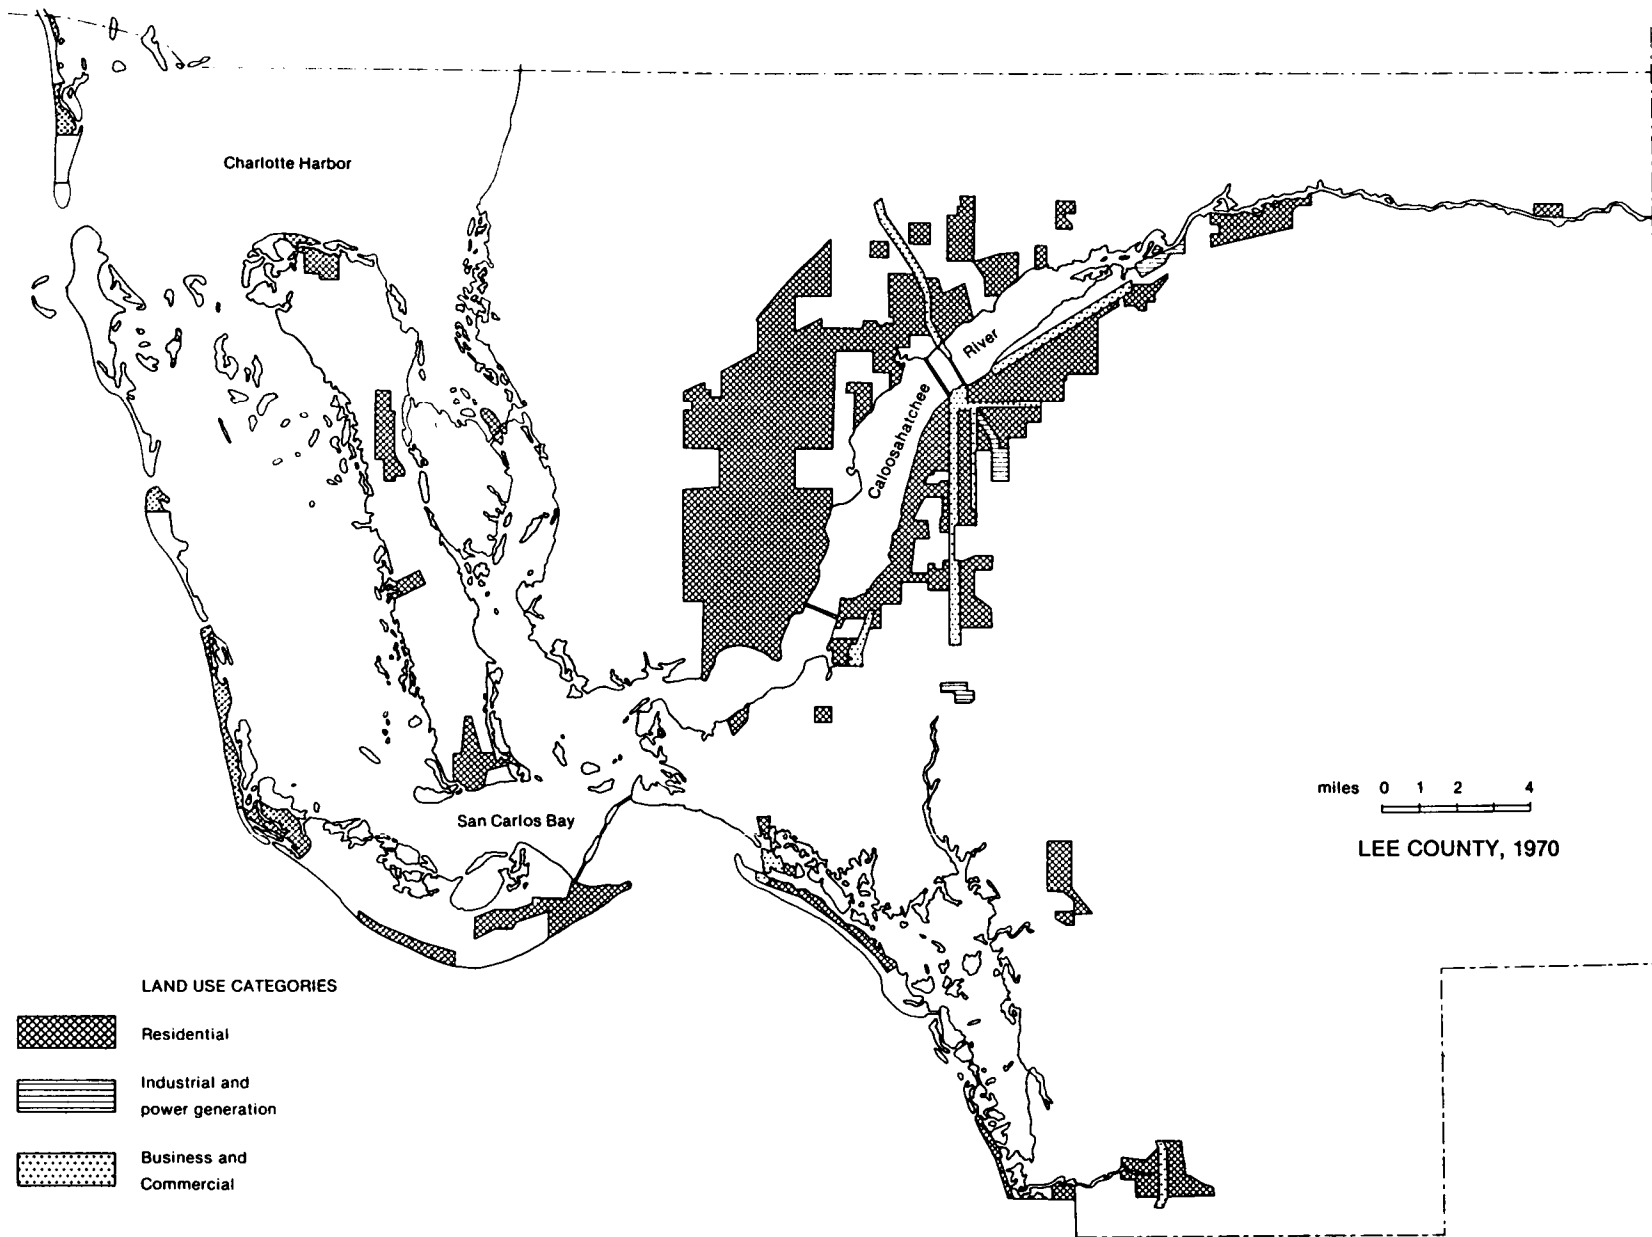 Charlotte Harbor
River
Caloosahatchee
miles 0 1 2 4
San Carlos Bay
LEE COUNTY, 1970
LAND USE CATEGORIES
Residential
Industrial and
power generation
Business and
Commercial